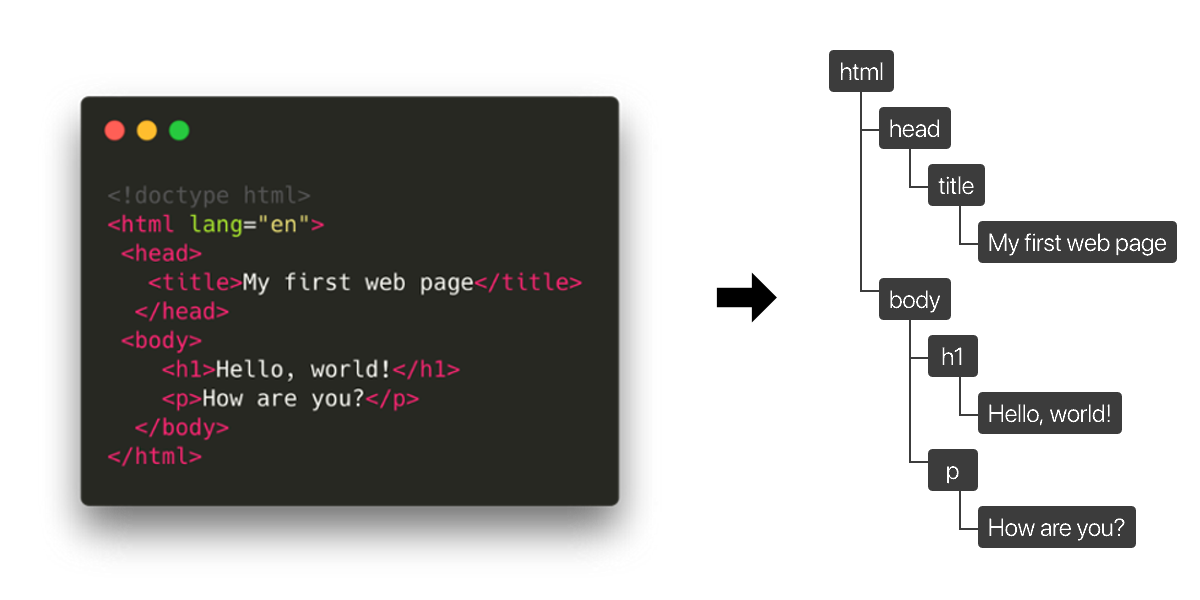 <!doctype html>
<html lang="en">
<head>
<title>My first web page</title>
</head>
<body>
<h1>Hello, world!</h1>
<p>How are you?</p>
</body>
</html>
html
head
title
My first web page
body
h1
Hello, world!
p
How are you?